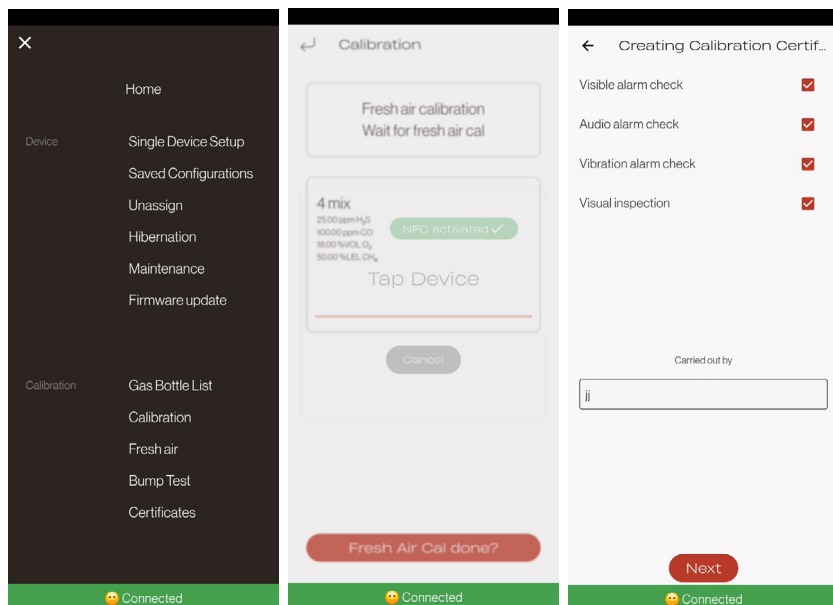 Home
Device
Single Device Setup
Saved Configurations
Unassign
Hibernation
Maintenance
Firmware update
Calibration
Gas Bottle List
Calibration
Fresh air
Bump Test
Certificates
Connected
Calibration
Fresh air calibration
Wait for fresh air cal
4 mix
25.00 ppm H₂S
100.00 ppm CO
18.00 %VOL O₂
50.00 %LEL CH₄
NFC activated ✓
Tap Device
Cancel
Fresh Air Cal done?
Connected
Creating Calibration Certif...
Visible alarm check
Audio alarm check
Vibration alarm check
Visual inspection
Carried out by
jj
Next
Connected